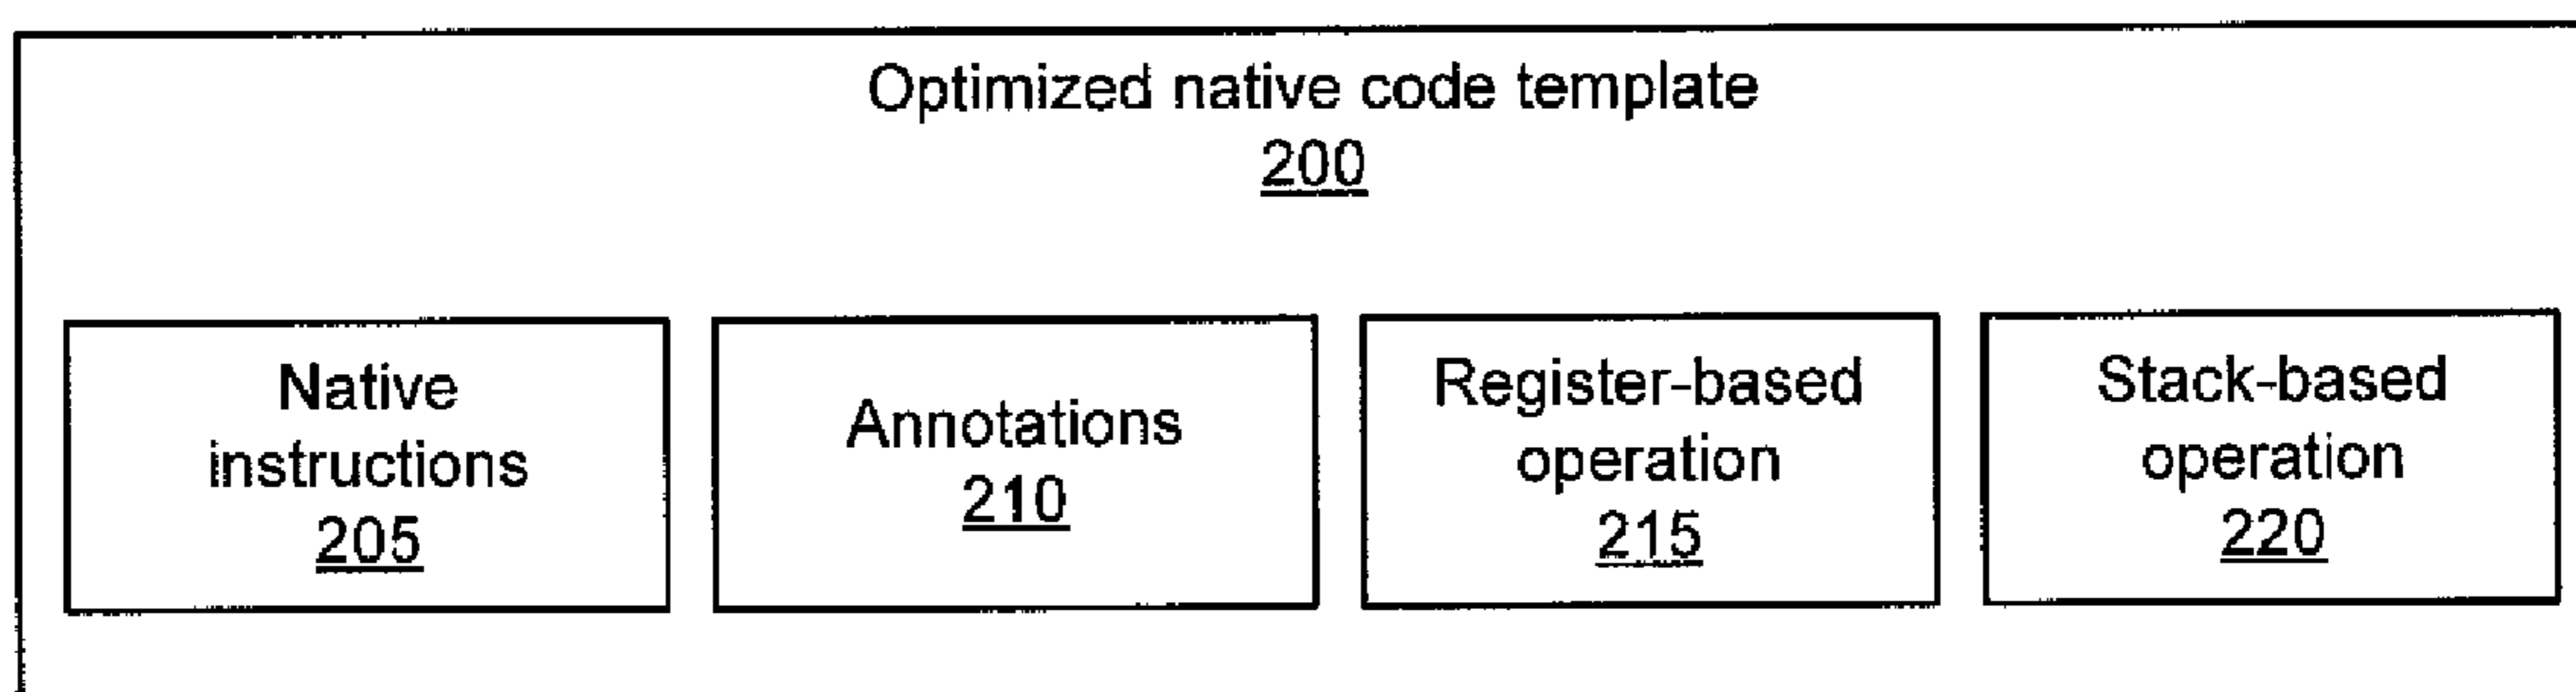 Optimized native code template
200
Native
instructions
205
Annotations
210
Register-based
operation
215
Stack-based
operation
220